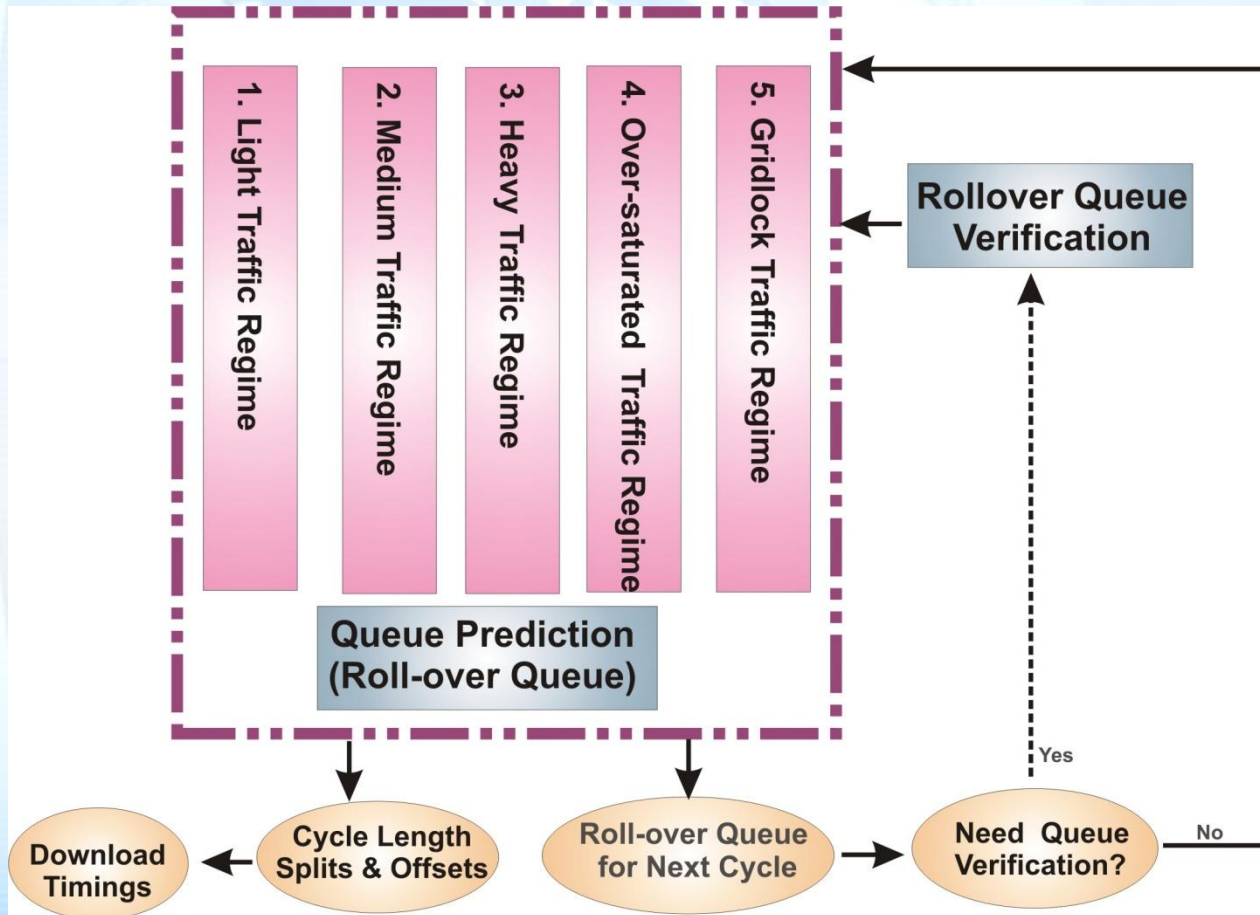 1. Light Traffic Regime
2. Medium Traffic Regime
3. Heavy Traffic Regime
4. Over-saturated Traffic Regime
5. Gridlock Traffic Regime
Rollover Queue
Verification
Queue Prediction
(Roll-over Queue)
Yes
Download
Timings
Cycle Length
Splits & Offsets
Roll-over Queue
for Next Cycle
Need Queue
Verification?
No